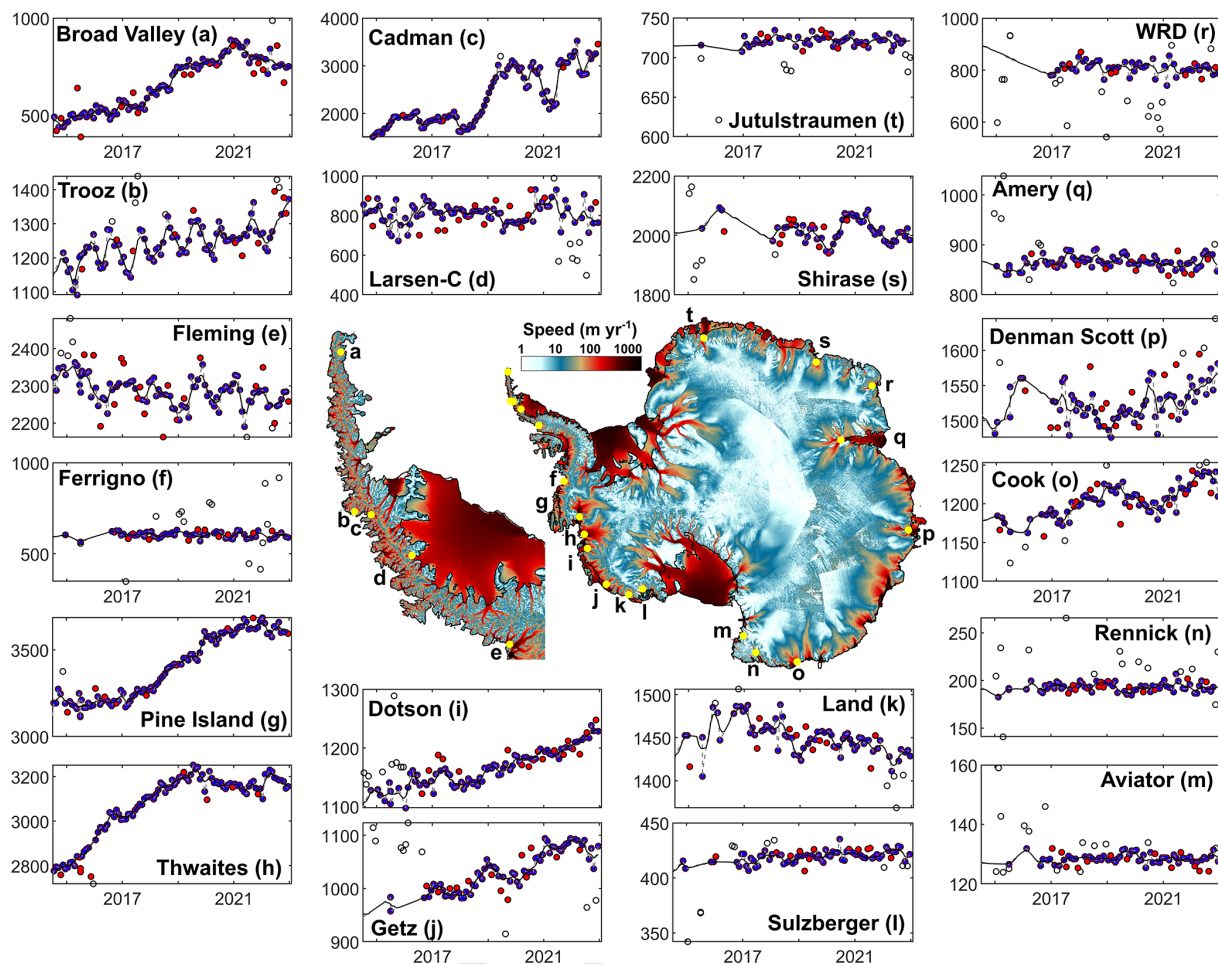 Broad Valley (a)
1000
500
2017
2021
Cadman (c)
4000
3000
2000
2017
2021
Jutulstraumen (t)
750
700
650
600
2017
2021
WRD (r)
1000
800
600
2017
2021
Trooz (b)
1400
1300
1200
1100
Larsen-C (d)
1000
800
600
400
Shirase (s)
2200
2000
1800
Amery (q)
1000
900
800
Fleming (e)
2400
2300
2200
Speed (m yr-1)
1 10 100 1000
Denman Scott (p)
1600
1550
1500
Ferrigno (f)
1000
500
Cook (o)
1250
1200
1150
1100
2017
2021
a
b
c
d
e
t
s
r
q
p
o
n
m
l
k
j
i
h
g
f
Pine Island (g)
3500
3000
Rennick (n)
250
200
150
Dotson (i)
1300
1200
1100
Land (k)
1500
1450
1400
Thwaites (h)
3200
3000
2800
2017
2021
Aviator (m)
160
140
120
2017
2021
Getz (j)
1100
1000
900
2017
2021
Sulzberger (l)
450
400
350
2017
2021